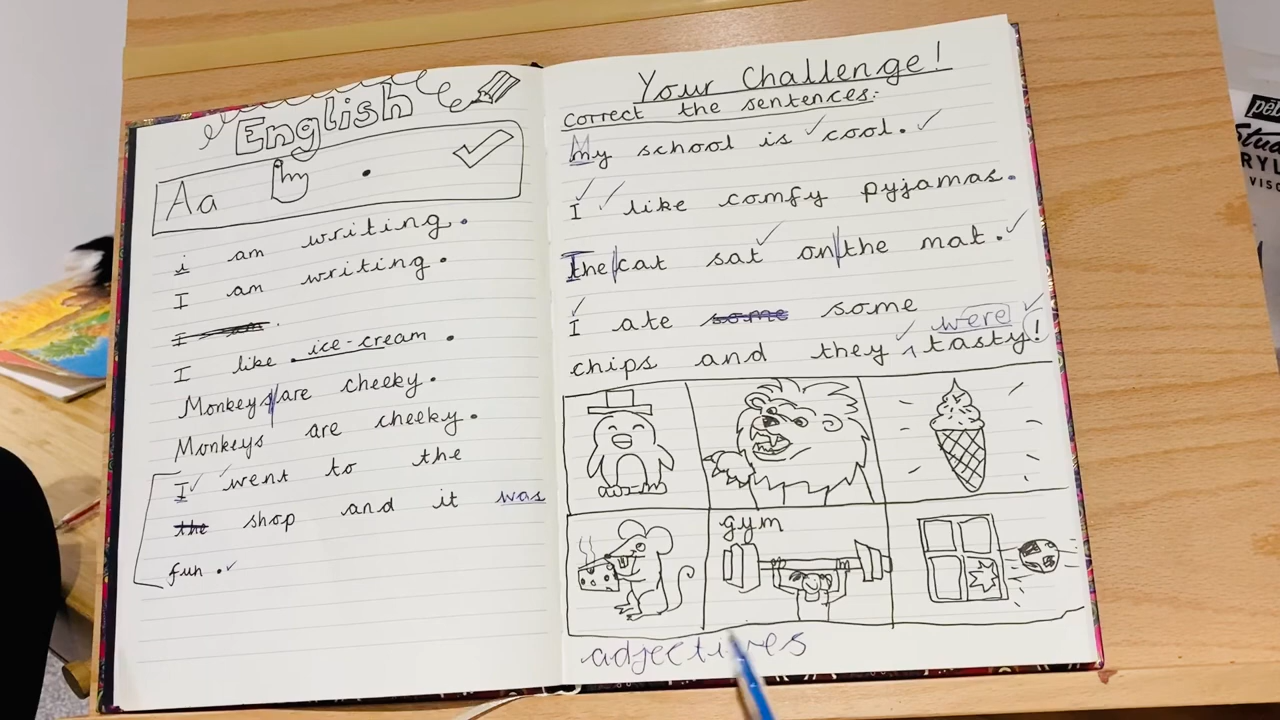 English
Aa .
i am writing.
I am writing.
I
I like ice-cream.
Monkeys are cheeky.
Monkeys are cheeky.
I went to the
the shop and it was
fun.
Your Challenge!
Correct the sentences:
My school is cool.
I like comfy pyjamas.
The cat sat on the mat.
I ate some some
were
chips and they tasty!
gym
adjectives